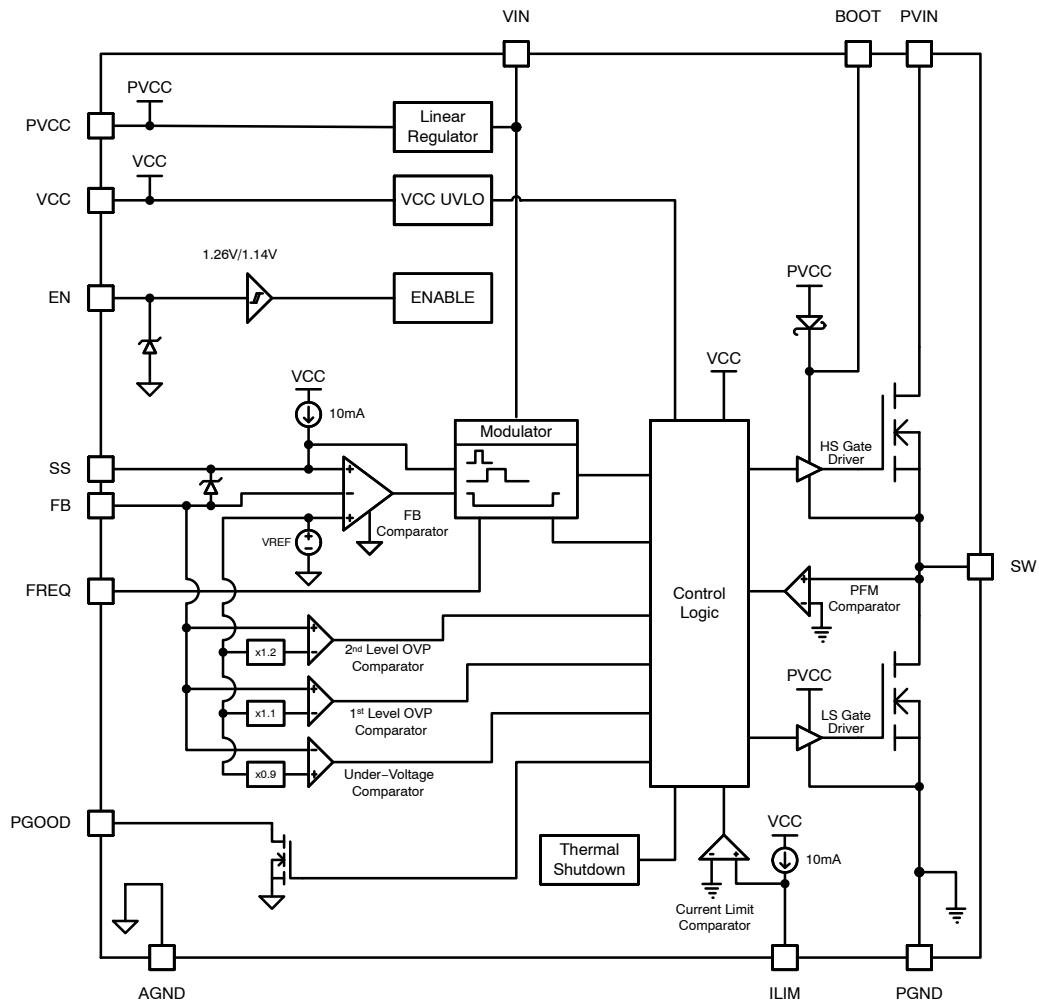 VIN
BOOT
PVIN
PVCC
PVCC
Linear
Regulator
VCC
VCC
VCC UVLO
1.26V/1.14V
EN
ENABLE
PVCC
VCC
VCC
10mA
Modulator
SS
+
HS Gate
Driver
FB
−
+
FB
Comparator
VREF
+
−
SW
FREQ
Control
Logic
+
−
PFM
Comparator
+
−
x1.2
2nd Level OVP
Comparator
PVCC
+
−
x1.1
1st Level OVP
Comparator
LS Gate
Driver
−
+
x0.9
Under−Voltage
Comparator
PGOOD
VCC
10mA
Thermal
Shutdown
− +
Current Limit
Comparator
AGND
ILIM
PGND